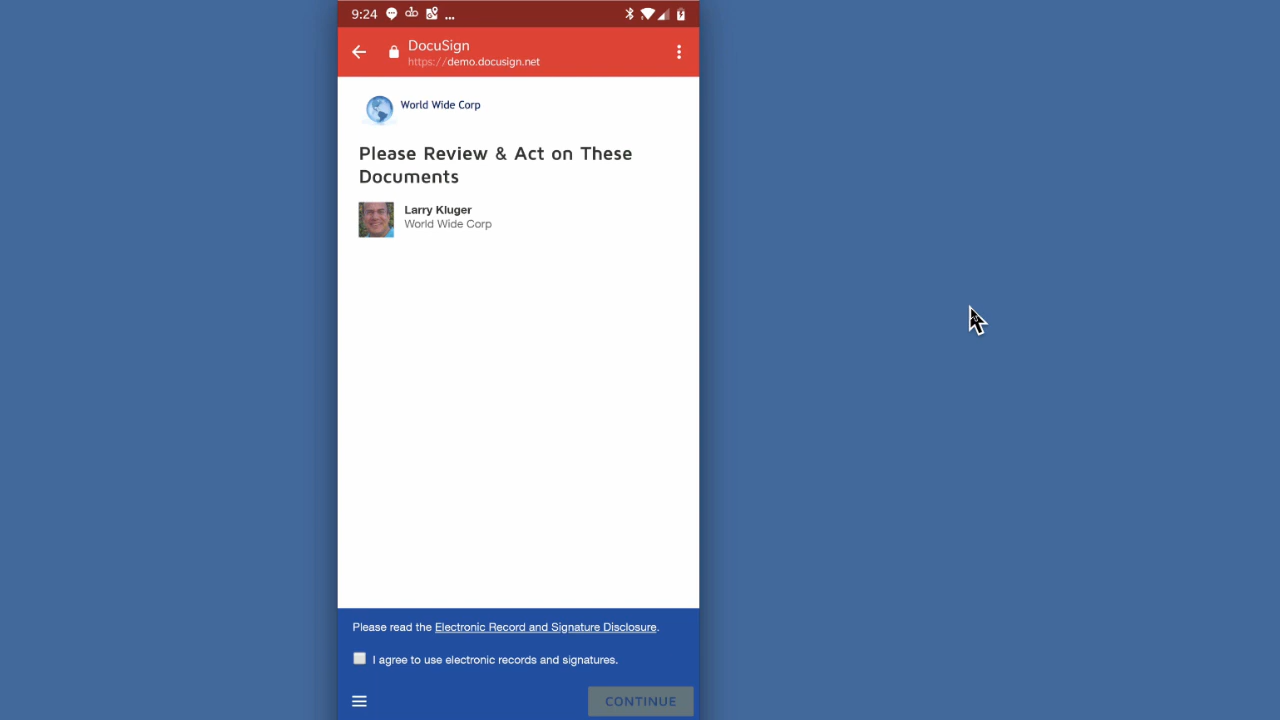 9:24
...
DocuSign
https://demo.docusign.net
World Wide Corp
Please Review & Act on These
Documents
Larry Kluger
World Wide Corp
Please read the Electronic Record and Signature Disclosure.
I agree to use electronic records and signatures.
CONTINUE